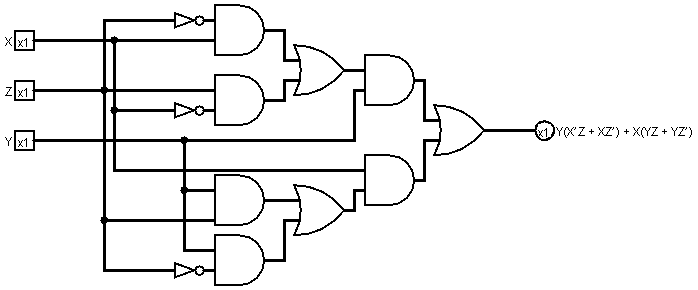 X x1
Z x1
Y x1
x1 Y(X'Z + XZ') + X(YZ + YZ')